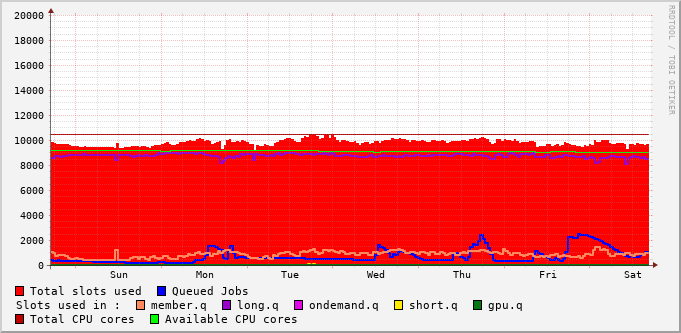 20000
18000
16000
14000
12000
10000
8000
6000
4000
2000
0
Sun Mon Tue Wed Thu Fri Sat
Total slots used Queued Jobs
Slots used in : member.q long.q ondemand.q short.q gpu.q
Total CPU cores Available CPU cores
RRDTOOL / TOBI OETIKER